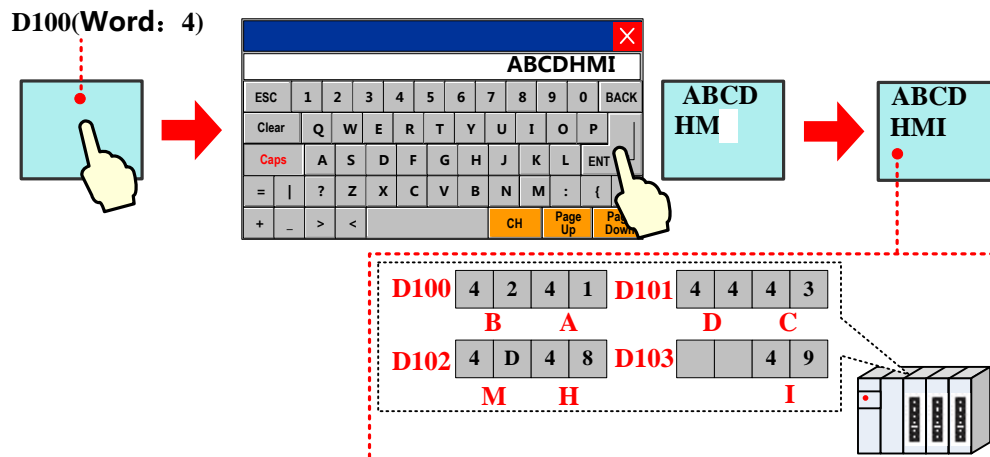 D100(Word：4)
ABCDHMI
ESC 1 2 3 4 5 6 7 8 9 0 BACK
Clear Q W E R T Y U I O P
Caps A S D F G H J K L ENT
= | ? Z X C V B N M : {
+ _ > < CH Page Up Page Down
ABCD
HM
ABCD
HMI
D100 4 2 4 1 D101 4 4 4 3
B A D C
D102 4 D 4 8 D103 4 9
M H I